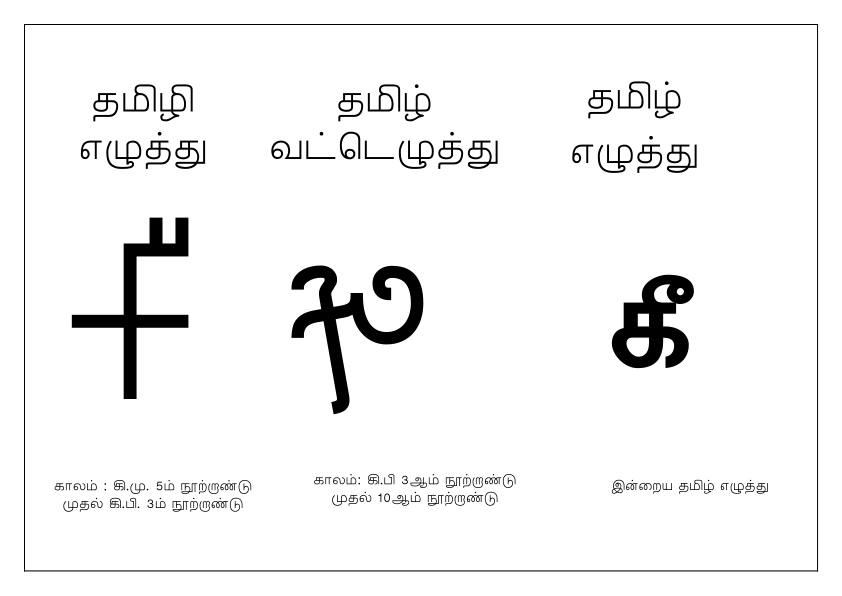 தமிழி
எழுத்து
தமிழ்
வட்டெழுத்து
தமிழ்
எழுத்து
கீ
காலம் : கி.மு. 5ம் நூற்றாண்டு
முதல் கி.பி. 3ம் நூற்றாண்டு
காலம்: கி.பி 3ஆம் நூற்றாண்டு
முதல் 10ஆம் நூற்றாண்டு
இன்றைய தமிழ் எழுத்து